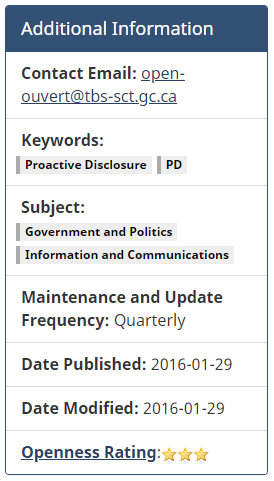 Additional Information
Contact Email: open-
ouvert@tbs-sct.gc.ca
Keywords:
Proactive Disclosure PD
Subject:
Government and Politics
Information and Communications
Maintenance and Update
Frequency: Quarterly
Date Published: 2016-01-29
Date Modified: 2016-01-29
Openness Rating: